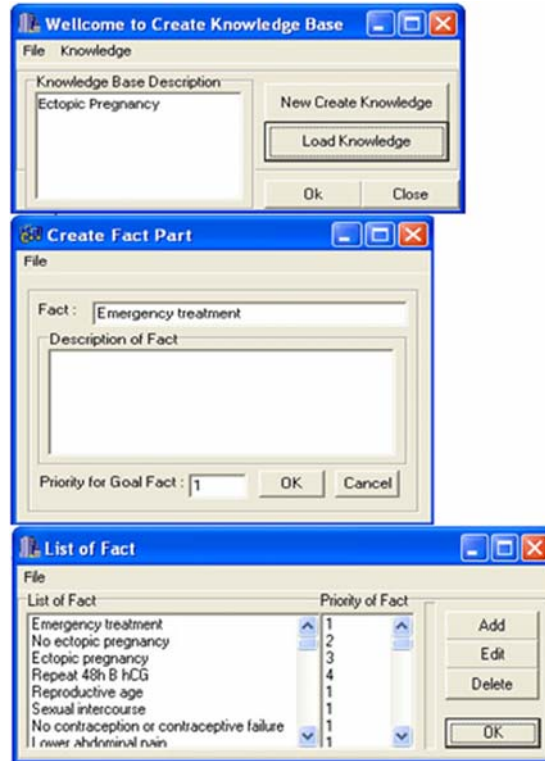 Wellcome to Create Knowledge Base
File Knowledge
Knowledge Base Description
Ectopic Pregnancy
New Create Knowledge
Load Knowledge
Ok Close
Create Fact Part
File
Fact : Emergency treatment
Description of Fact
Priority for Goal Fact : 1 OK Cancel
List of Fact
File
List of Fact Priority of Fact
Emergency treatment 1
No ectopic pregnancy 2
Ectopic pregnancy 3
Repeat 48h B hCG 4
Reproductive age 1
Sexual intercourse 1
No contraception or contraceptive failure 1
Lower abdominal pain 1
Add
Edit
Delete
OK